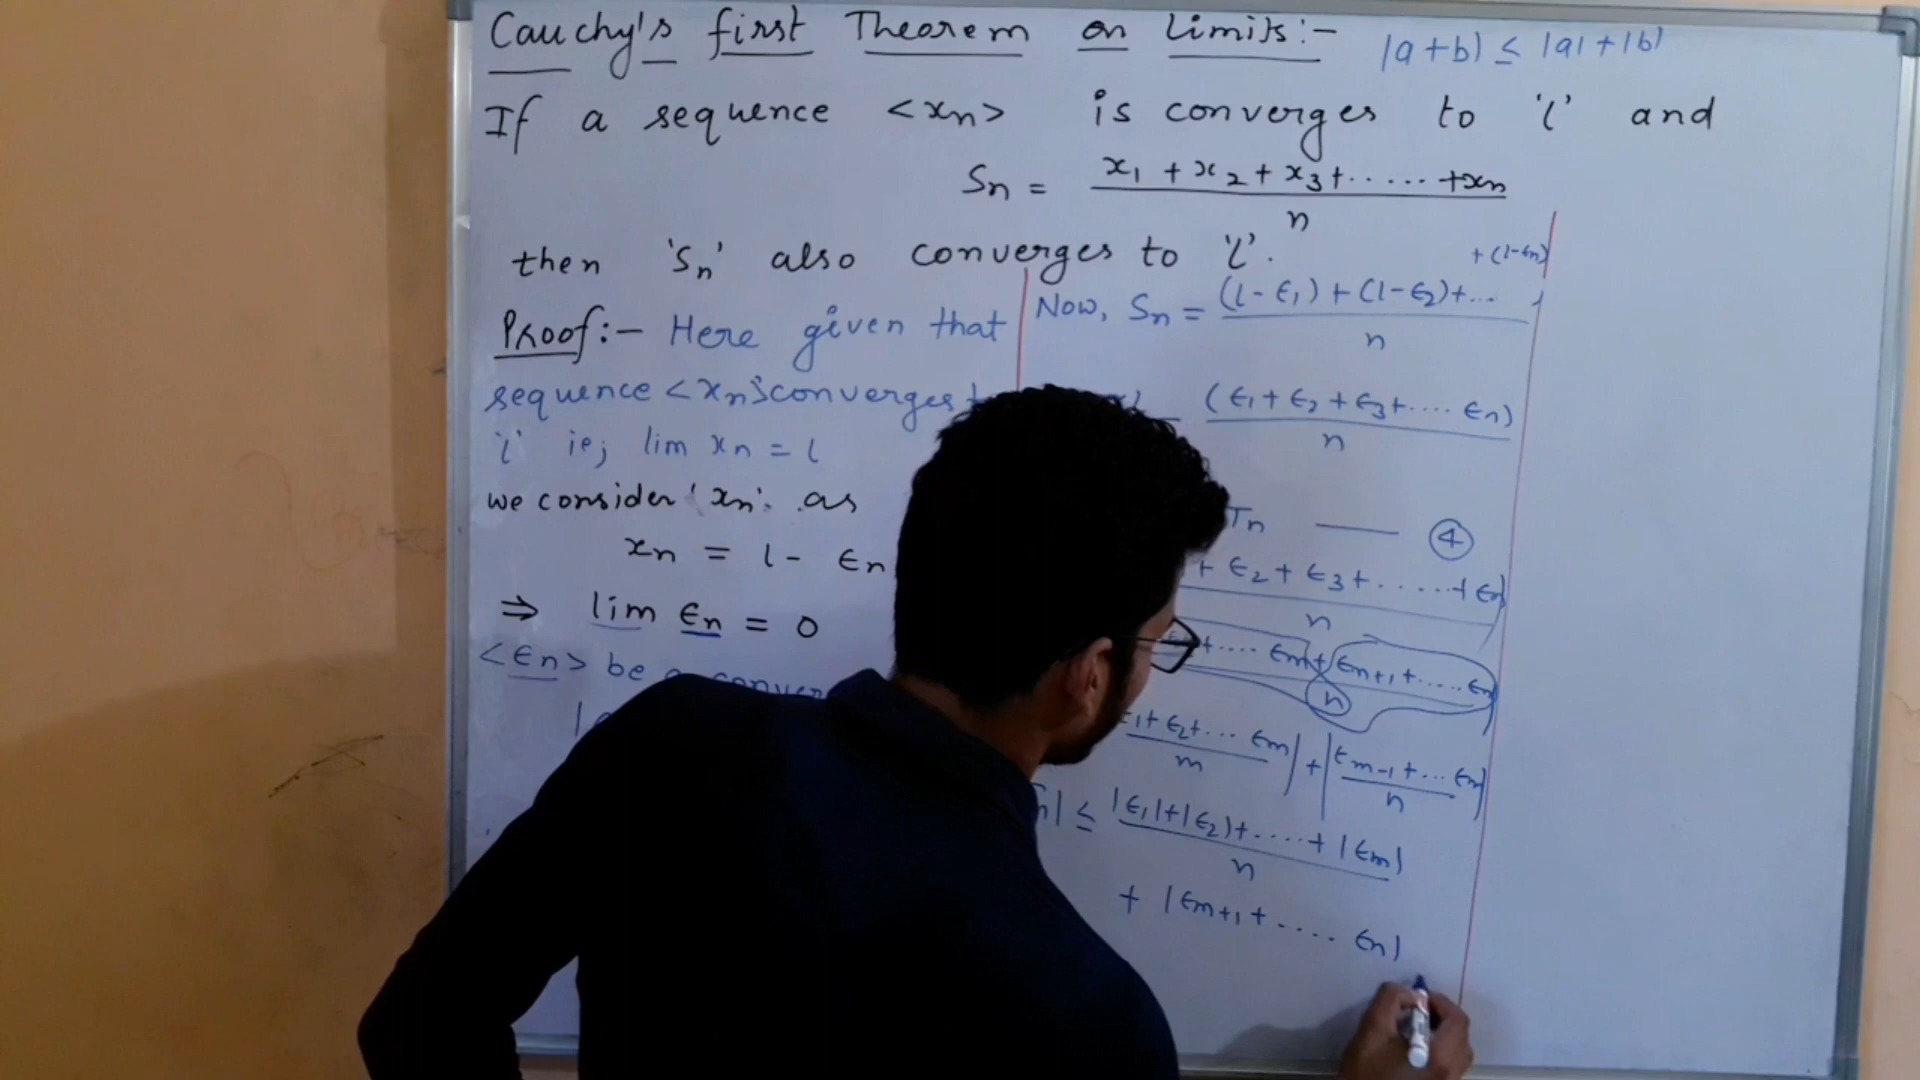 Cauchy's first Theorem on Limits:-
|a+b| ≤ |a|+|b|
If a sequence <xn> is converges to 'l' and
Sn = x1 + x2 + x3 + ...... + xn
n
then 'Sn' also converges to 'l'.
Proof:- Here given that
sequence <xn> converges
'l' ie; lim xn = l
we consider 'xn' as
xn = l - ϵn
⇒ lim ϵn = 0
<ϵn> be a conver
+ (l-ϵn)
Now, Sn = (l - ϵ1) + (l - ϵ2) + ...
n
- (ϵ1 + ϵ2 + ϵ3 + .... ϵn)
n
Tn —— ④
+ ϵ2 + ϵ3 + ..... + ϵn
n
+ .... ϵm + ϵm+1 + ..... ϵn
n
ϵ1 + ϵ2 + ... ϵm | + | ϵm-1 + ... ϵn |
m n
| ≤ |ϵ1| + |ϵ2| + ..... + |ϵm|
n
+ |ϵm+1 + ..... ϵn|